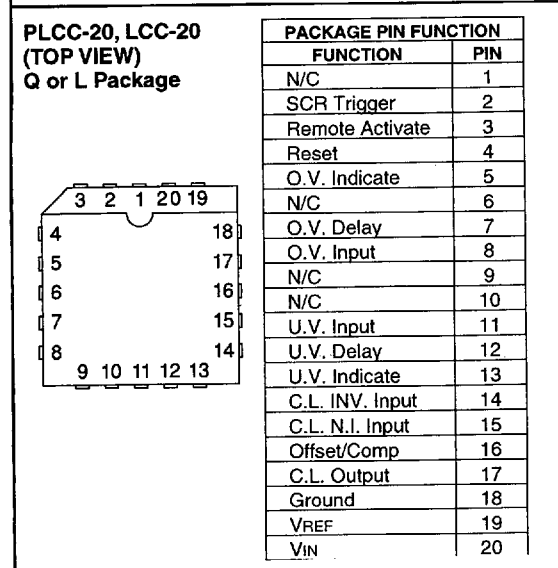 PLCC-20, LCC-20
(TOP VIEW)
Q or L Package
3 2 1 20 19
4 18
5 17
6 16
7 15
8 14
9 10 11 12 13
PACKAGE PIN FUNCTION
FUNCTION PIN
N/C 1
SCR Trigger 2
Remote Activate 3
Reset 4
O.V. Indicate 5
N/C 6
O.V. Delay 7
O.V. Input 8
N/C 9
N/C 10
U.V. Input 11
U.V. Delay 12
U.V. Indicate 13
C.L. INV. Input 14
C.L. N.I. Input 15
Offset/Comp 16
C.L. Output 17
Ground 18
VREF 19
VIN 20